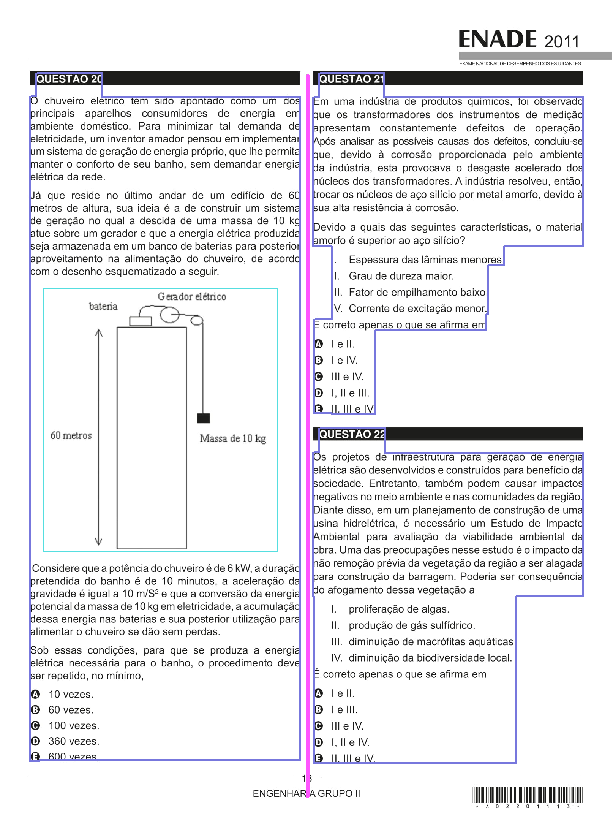 ENADE 2011
EXAME NACIONAL DE DESEMPENHO DOS ESTUDANTES
QUESTÃO 20
O chuveiro elétrico tem sido apontado como um dos
principais aparelhos consumidores de energia em
ambiente doméstico. Para minimizar tal demanda de
eletricidade, um inventor amador pensou em implementar
um sistema de geração de energia próprio, que lhe permita
manter o conforto de seu banho, sem demandar energia
elétrica da rede.
Já que reside no último andar de um edifício de 60
metros de altura, sua ideia é a de construir um sistema
de geração no qual a descida de uma massa de 10 kg
atue sobre um gerador e que a energia elétrica produzida
seja armazenada em um banco de baterias para posterior
aproveitamento na alimentação do chuveiro, de acordo
com o desenho esquematizado a seguir.
Gerador elétrico
bateria
60 metros
Massa de 10 kg
Considere que a potência do chuveiro é de 6 kW, a duração
pretendida do banho é de 10 minutos, a aceleração da
gravidade é igual a 10 m/S² e que a conversão da energia
potencial da massa de 10 kg em eletricidade, a acumulação
dessa energia nas baterias e sua posterior utilização para
alimentar o chuveiro se dão sem perdas.
Sob essas condições, para que se produza a energia
elétrica necessária para o banho, o procedimento deve
ser repetido, no mínimo,
A 10 vezes.
B 60 vezes.
C 100 vezes.
D 360 vezes.
E 600 vezes.
QUESTÃO 21
Em uma indústria de produtos químicos, foi observado
que os transformadores dos instrumentos de medição
apresentam constantemente defeitos de operação.
Após analisar as possíveis causas dos defeitos, concluiu-se
que, devido à corrosão proporcionada pelo ambiente
da indústria, esta provocava o desgaste acelerado dos
núcleos dos transformadores. A indústria resolveu, então,
trocar os núcleos de aço silício por metal amorfo, devido à
sua alta resistência à corrosão.
Devido a quais das seguintes características, o material
amorfo é superior ao aço silício?
I. Espessura das lâminas menores.
II. Grau de dureza maior.
III. Fator de empilhamento baixo.
IV. Corrente de excitação menor.
É correto apenas o que se afirma em
A I e II.
B I e IV.
C III e IV.
D I, II e III.
E II, III e IV.
QUESTÃO 22
Os projetos de infraestrutura para geração de energia
elétrica são desenvolvidos e construídos para benefício da
sociedade. Entretanto, também podem causar impactos
negativos no meio ambiente e nas comunidades da região.
Diante disso, em um planejamento de construção de uma
usina hidrelétrica, é necessário um Estudo de Impacto
Ambiental para avaliação da viabilidade ambiental da
obra. Uma das preocupações nesse estudo é o impacto da
não remoção prévia da vegetação da região a ser alagada
para construção da barragem. Poderia ser consequência
do afogamento dessa vegetação a
I. proliferação de algas.
II. produção de gás sulfídrico.
III. diminuição de macrófitas aquáticas.
IV. diminuição da biodiversidade local.
É correto apenas o que se afirma em
A I e II.
B I e III.
C III e IV.
D I, II e IV.
E II, III e IV.
13
ENGENHARIA GRUPO II